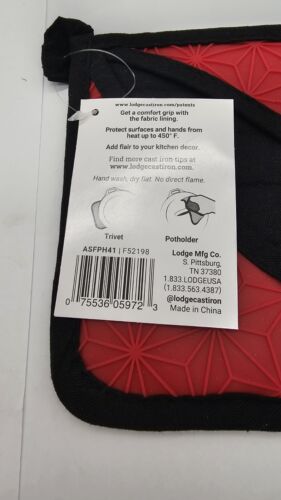 www.lodgecastiron.com/patents
Get a comfort grip with
the fabric lining.
Protect surfaces and hands from
heat up to 450° F.
Add flair to your kitchen decor.
Find more cast iron tips at
www.lodgecastiron.com
Hand wash, dry flat. No direct flame.
Trivet
Potholder
ASFPH41 | F52198
Lodge Mfg Co.
S. Pittsburg,
TN 37380
1.833.LODGEUSA
(1.833.563.4387)
@lodgecastiron
Made in China
0 75536 05972 3